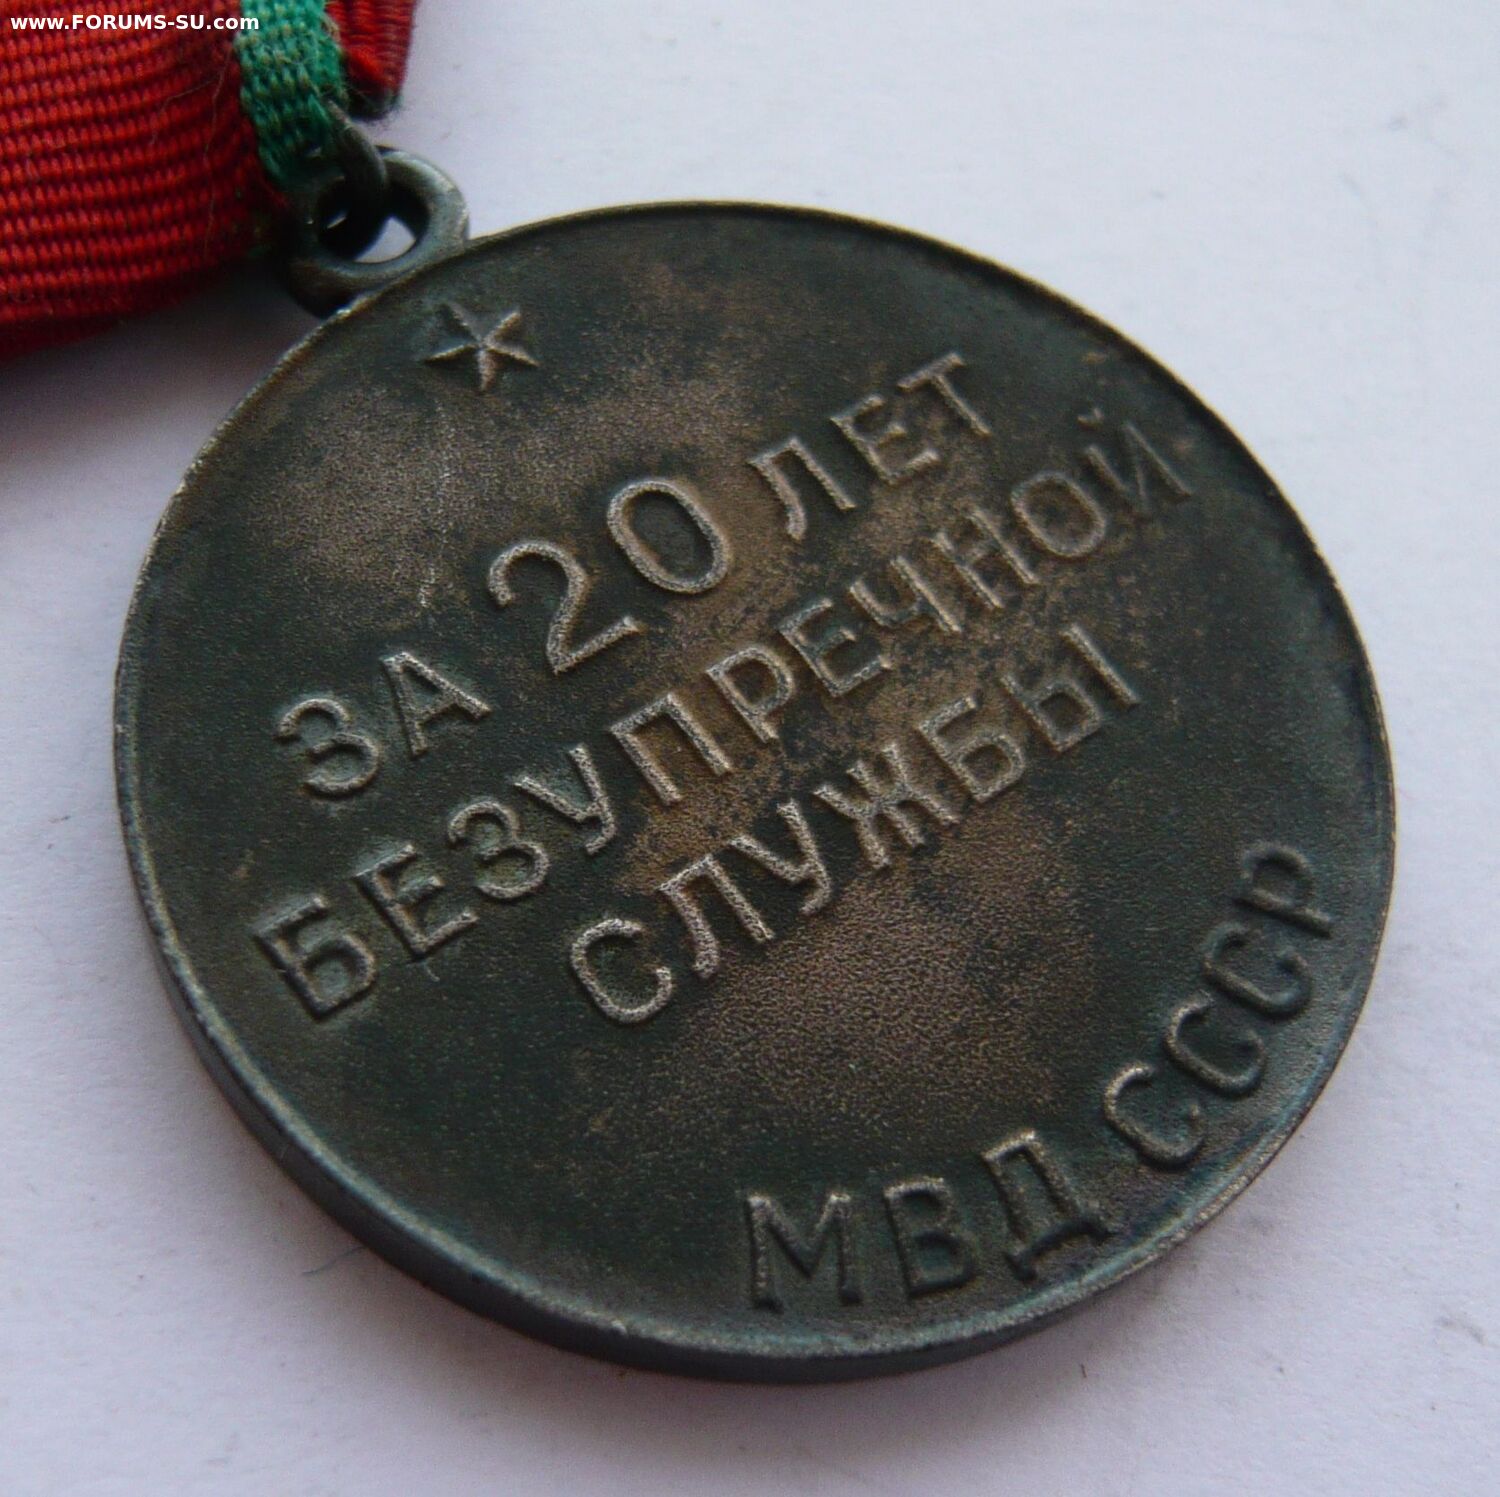 www.FORUMS-SU.com
ЗА 20 ЛЕТ
БЕЗУПРЕЧНОЙ
СЛУЖБЫ
МВД СССР